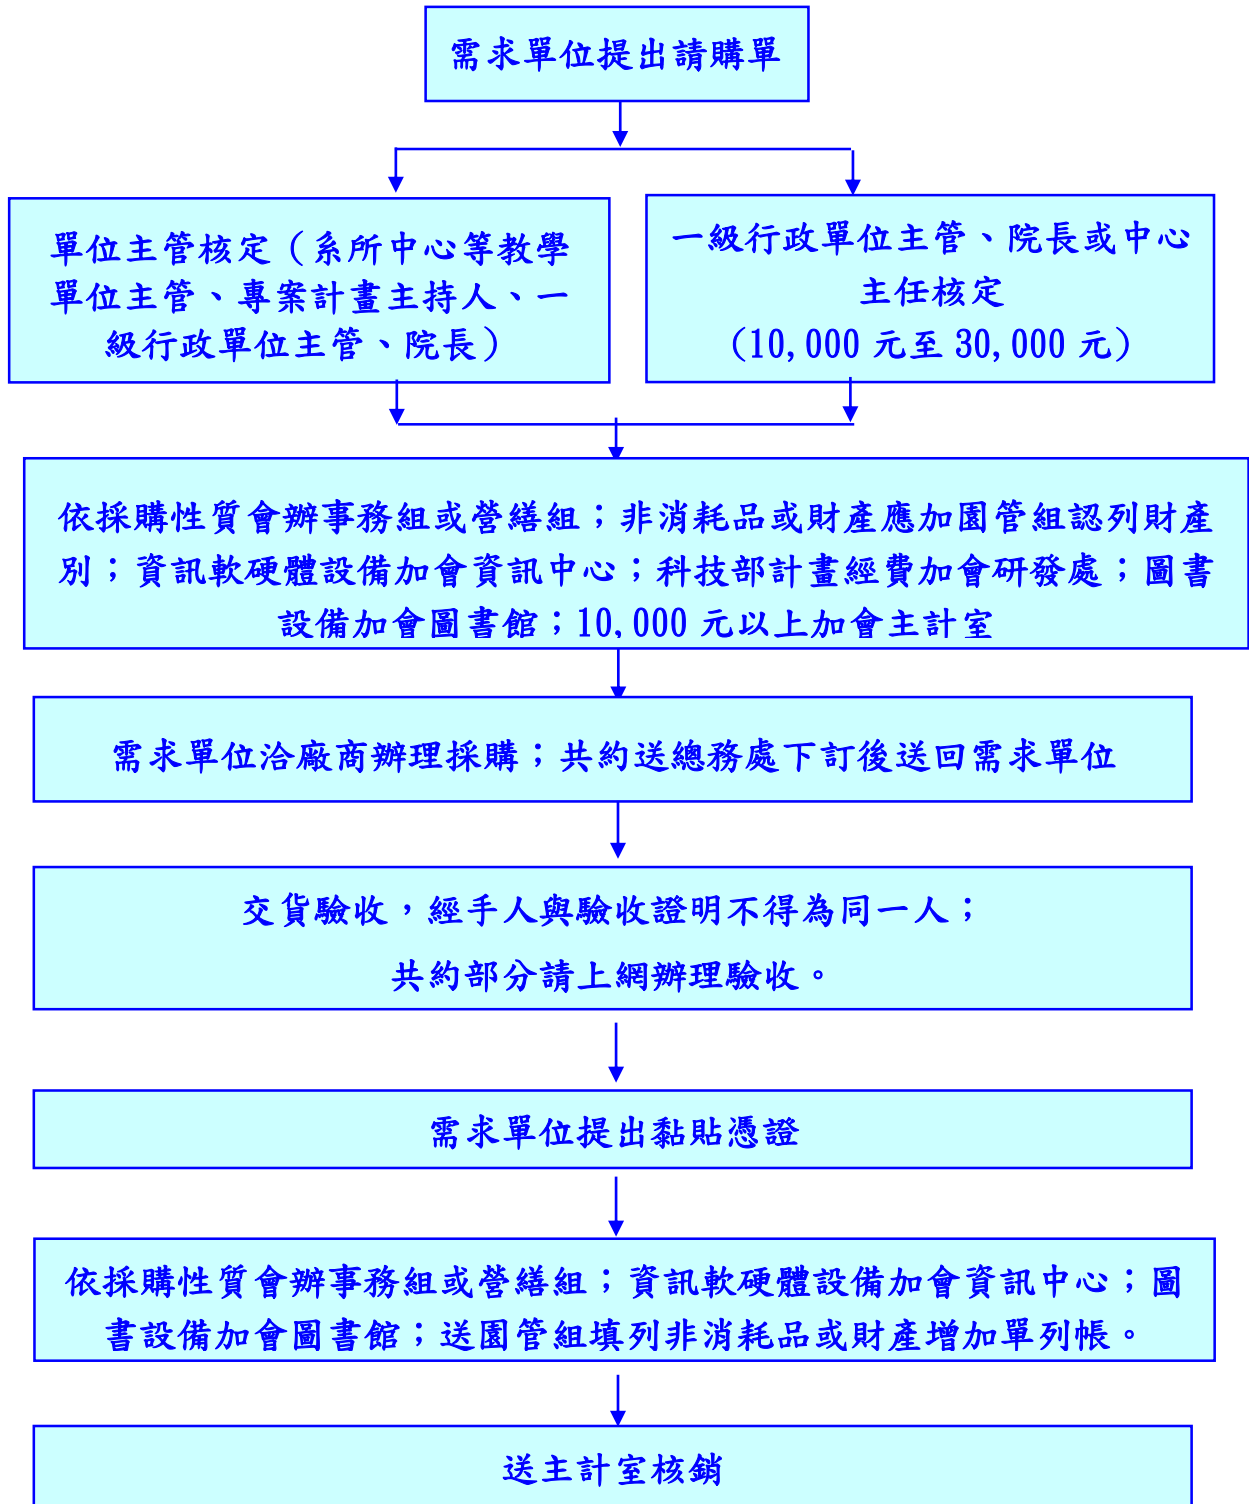 需求單位提出請購單
單位主管核定（系所中心等教學
單位主管、專案計畫主持人、一
級行政單位主管、院長）
一級行政單位主管、院長或中心
主任核定
（10,000 元至 30,000 元）
依採購性質會辦事務組或營繕組；非消耗品或財產應加園管組認列財產
別；資訊軟硬體設備加會資訊中心；科技部計畫經費加會研發處；圖書
設備加會圖書館；10,000 元以上加會主計室
需求單位洽廠商辦理採購；共約送總務處下訂後送回需求單位
交貨驗收，經手人與驗收證明不得為同一人；
共約部分請上網辦理驗收。
需求單位提出黏貼憑證
依採購性質會辦事務組或營繕組；資訊軟硬體設備加會資訊中心；圖
書設備加會圖書館；送園管組填列非消耗品或財產增加單列帳。
送主計室核銷